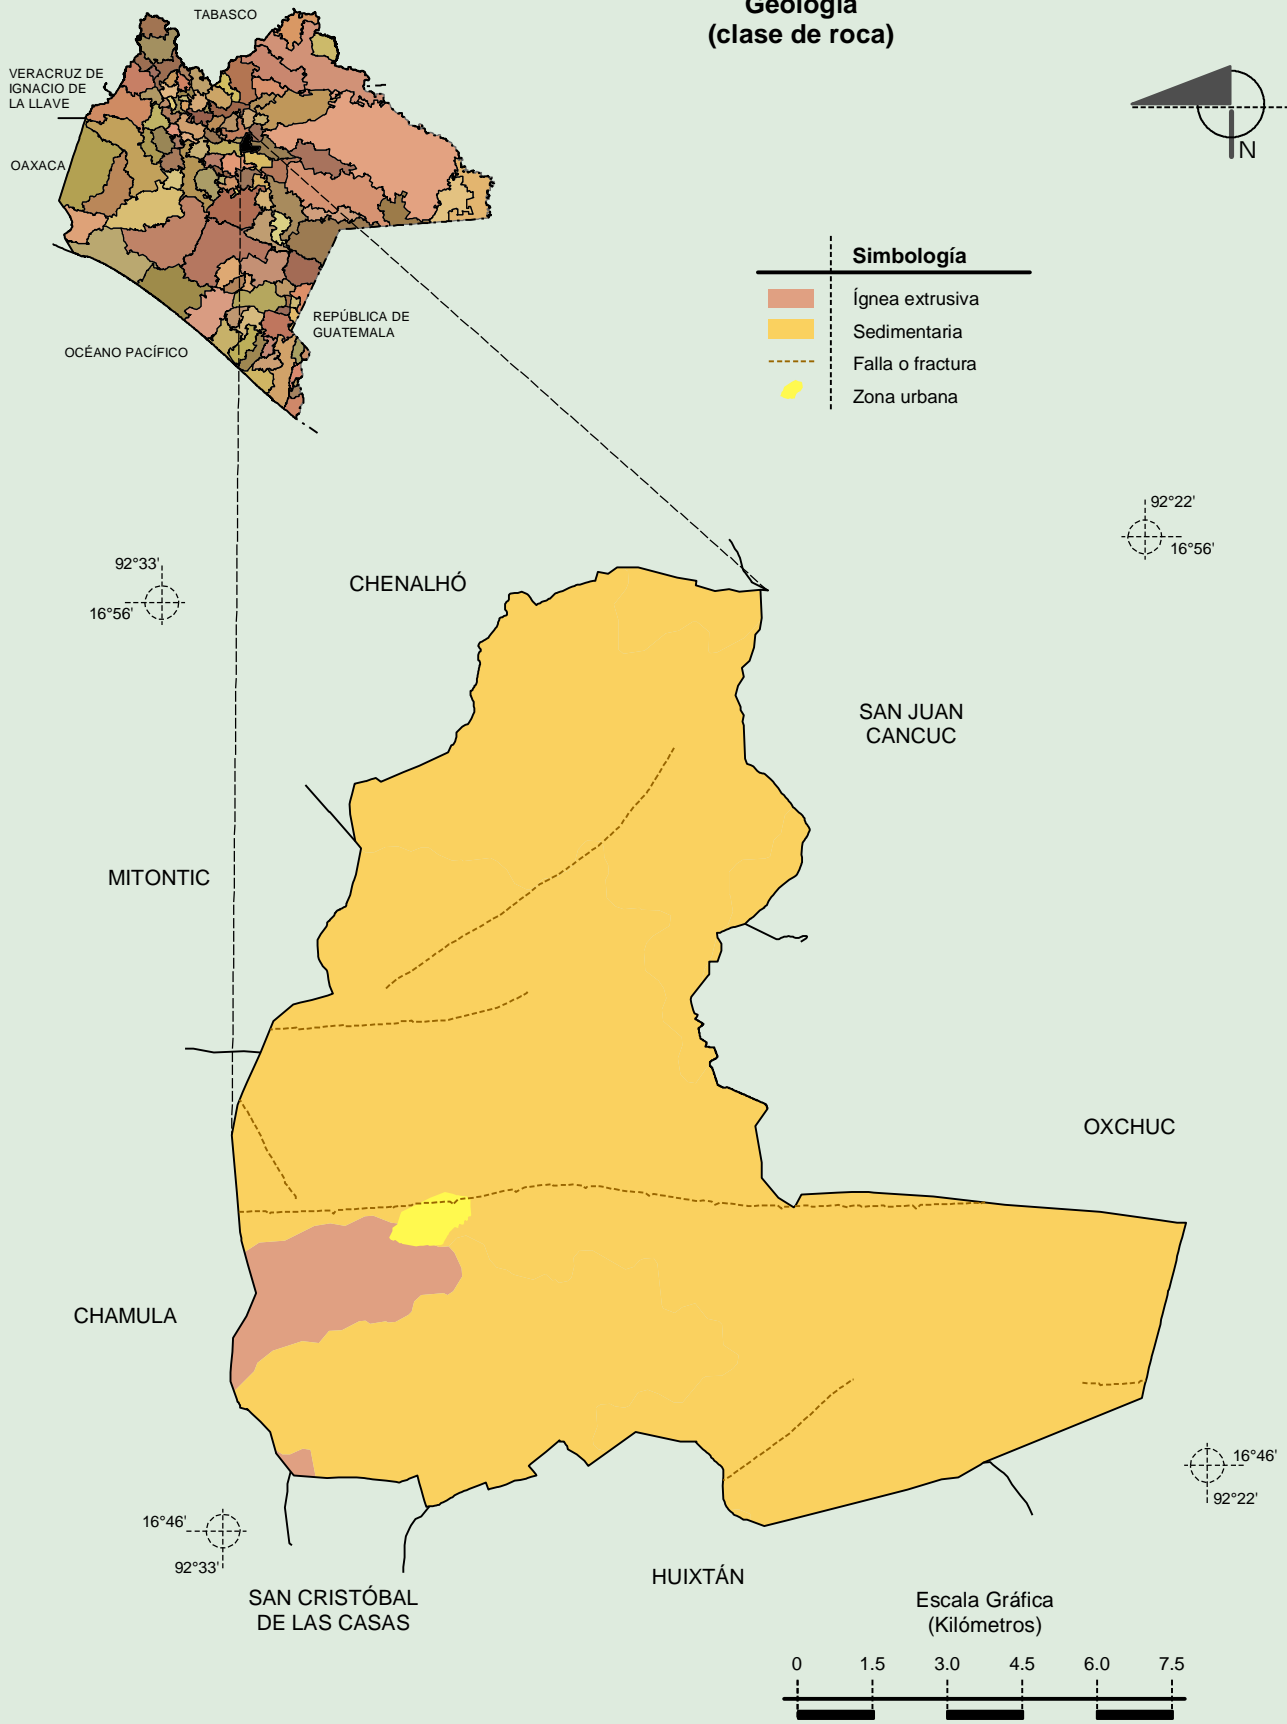 Geología
(clase de roca)
TABASCO
VERACRUZ DE
IGNACIO DE
LA LLAVE
OAXACA
REPÚBLICA DE
GUATEMALA
OCÉANO PACÍFICO
N
Simbología
Ígnea extrusiva
Sedimentaria
Falla o fractura
Zona urbana
92°22'
16°56'
92°33'
16°56'
CHENALHÓ
SAN JUAN
CANCUC
MITONTIC
OXCHUC
CHAMULA
16°46'
92°22'
16°46'
92°33'
HUIXTÁN
SAN CRISTÓBAL
DE LAS CASAS
Escala Gráfica
(Kilómetros)
0 1.5 3.0 4.5 6.0 7.5